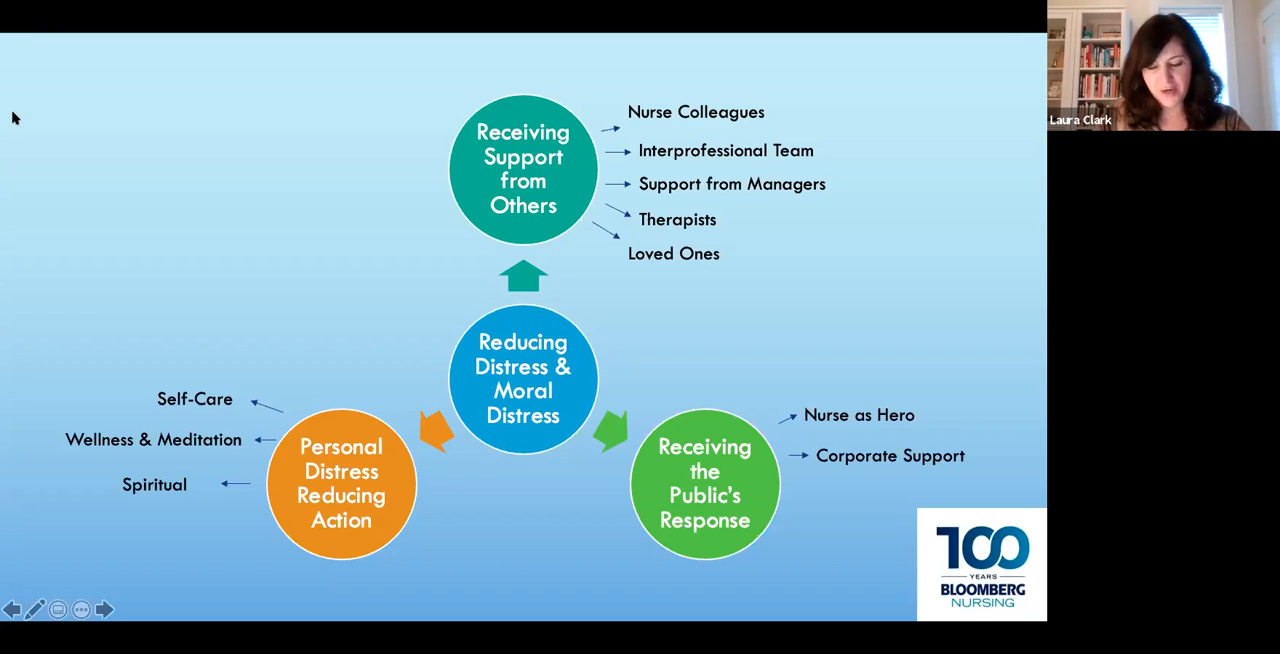 Laura Clark
Receiving
Support
from
Others
Nurse Colleagues
Interprofessional Team
Support from Managers
Therapists
Loved Ones
Reducing
Distress &
Moral
Distress
Self-Care
Wellness & Meditation
Spiritual
Personal
Distress
Reducing
Action
Receiving
the
Public's
Response
Nurse as Hero
Corporate Support
100
YEARS
BLOOMBERG
NURSING